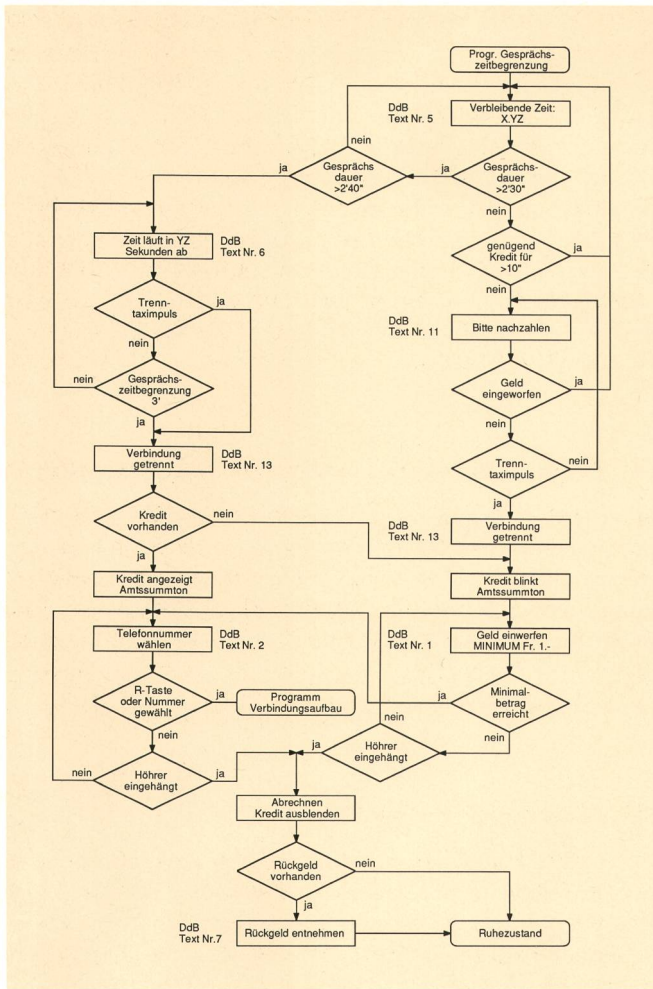 Progr. Gesprächs-
zeitbegrenzung
DdB
Text Nr. 5
Verbleibende Zeit:
X.YZ
nein
ja
Gesprächs
dauer
>2'40"
ja
Gesprächs-
dauer
>2'30"
nein
genügend
Kredit für
>10"
ja
nein
Zeit läuft in YZ
Sekunden ab
DdB
Text Nr. 6
Trenn-
taximpuls
ja
nein
DdB
Text Nr. 11
Bitte nachzahlen
nein
Gesprächs-
zeitbegrenzung
3'
ja
Geld
eingeworfen
ja
nein
Verbindung
getrennt
DdB
Text Nr. 13
Trenn-
taximpuls
nein
ja
Kredit
vorhanden
nein
ja
DdB
Text Nr. 13
Verbindung
getrennt
Kredit angezeigt
Amtssummton
Kredit blinkt
Amtssummton
Telefonnummer
wählen
DdB
Text Nr. 2
DdB
Text Nr. 1
Geld einwerfen
MINIMUM Fr. 1.-
R-Taste
oder Nummer
gewählt
ja
Programm
Verbindungsaufbau
nein
ja
Minimal-
betrag
erreicht
nein
nein
Höhrer
eingehängt
ja
ja
nein
Höhrer
eingehängt
Abrechnen
Kredit ausblenden
Rückgeld
vorhanden
nein
ja
DdB
Text Nr.7
Rückgeld entnehmen
Ruhezustand